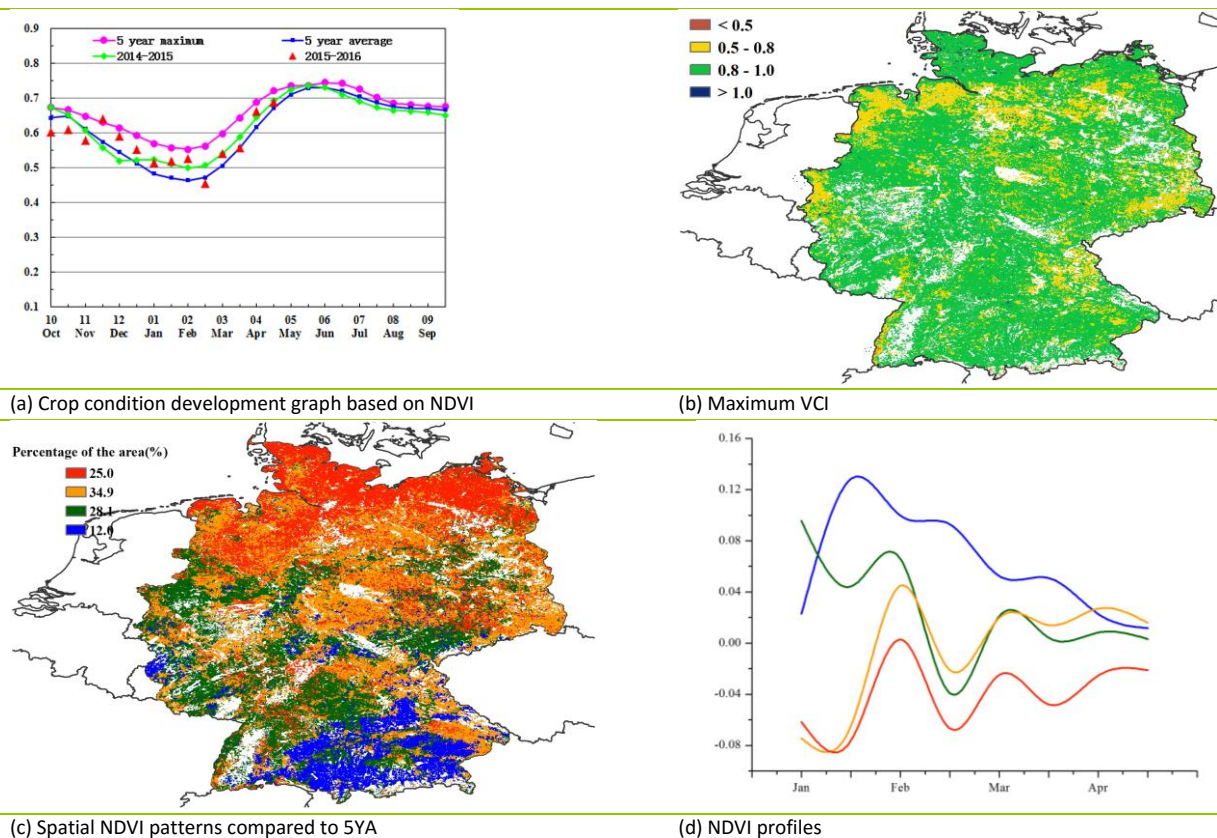 5 year maximum
5 year average
2014-2015
2015-2016
0.9
0.8
0.7
0.6
0.5
0.4
0.3
0.2
0.1
10 11 12 01 02 03 04 05 06 07 08 09
Oct Nov Dec Jan Feb Mar Apr May Jun Jul Aug Sep
< 0.5
0.5 - 0.8
0.8 - 1.0
> 1.0
(a) Crop condition development graph based on NDVI
(b) Maximum VCI
Percentage of the area(%)
25.0
34.9
28.1
12.0
0.16
0.12
0.08
0.04
0.00
-0.04
-0.08
Jan Feb Mar Apr
(c) Spatial NDVI patterns compared to 5YA
(d) NDVI profiles